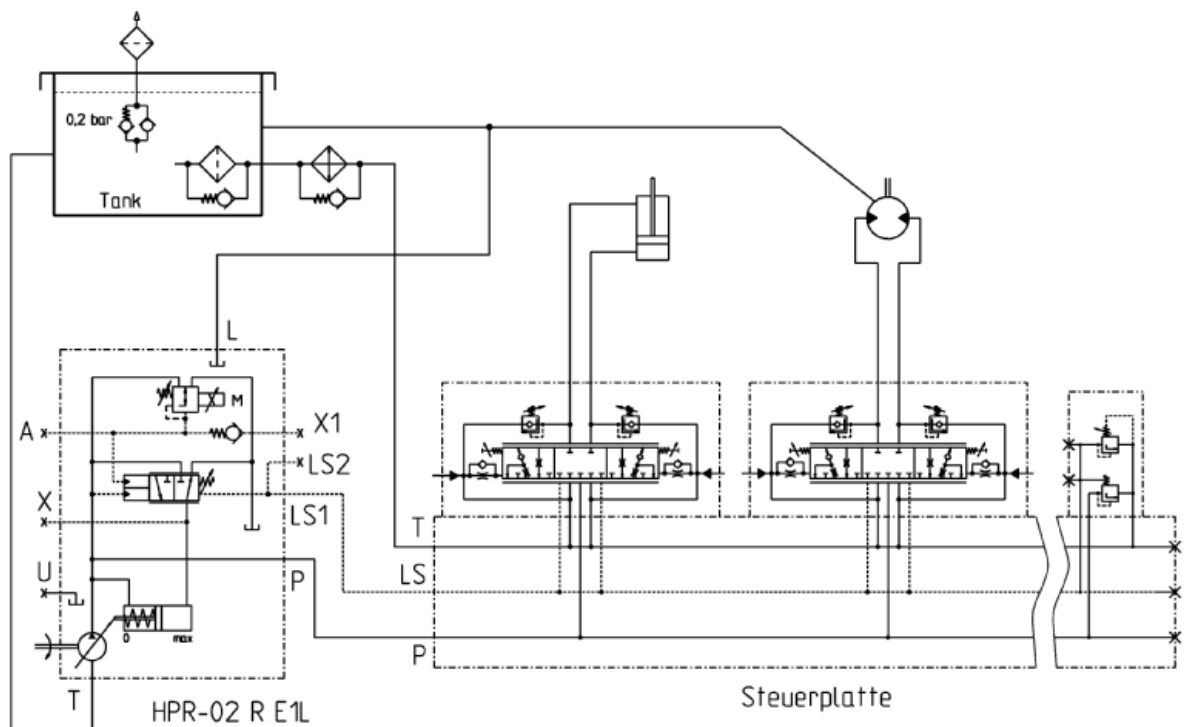 0,2 bar
Tank
L
M
A
X1
LS2
X
LS1
T
U
LS
P
0
max
P
T
HPR-02 R E1L
Steuerplatte